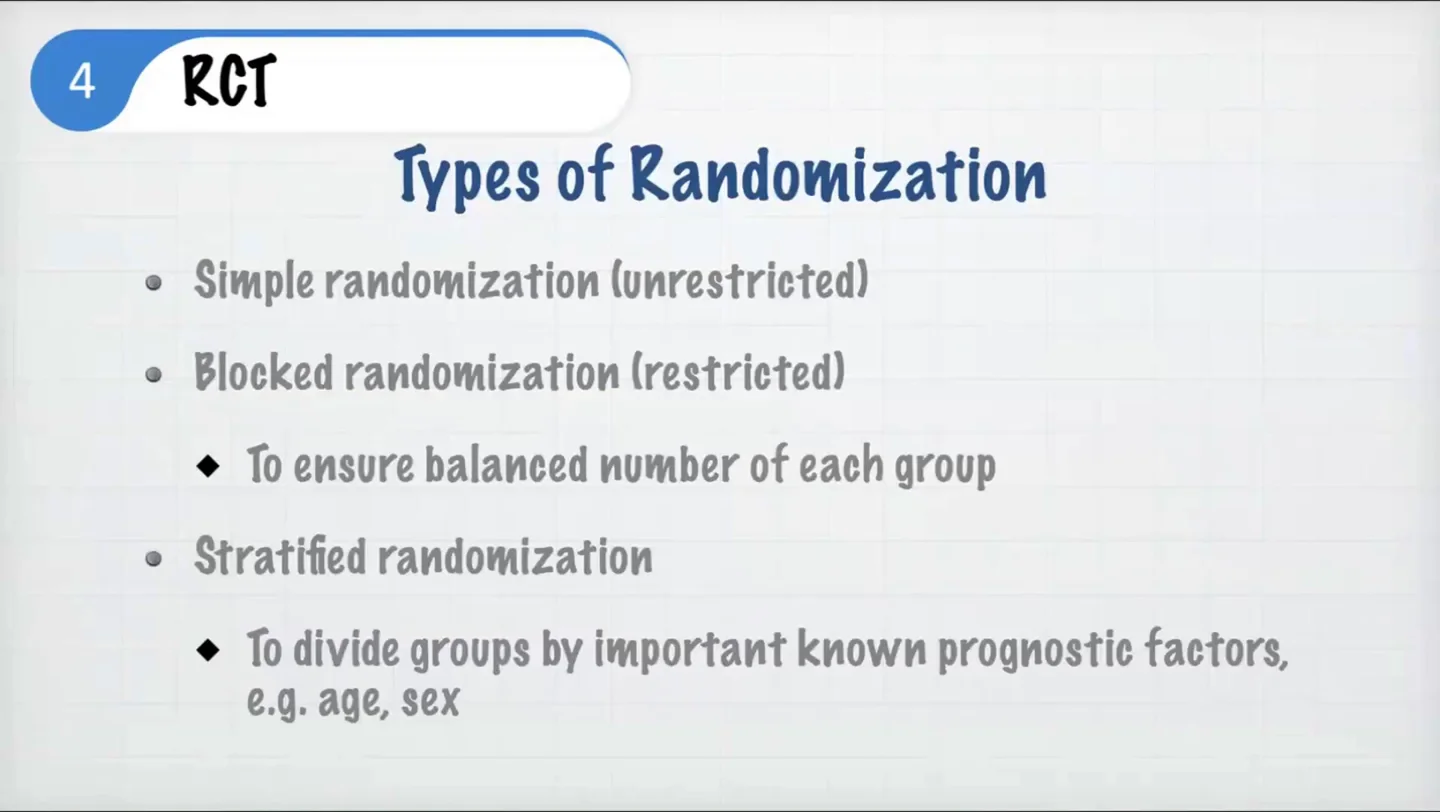 4
RCT
Types of Randomization
Simple randomization (unrestricted)
Blocked randomization (restricted)
To ensure balanced number of each group
Stratified randomization
To divide groups by important known prognostic factors,
e.g. age, sex